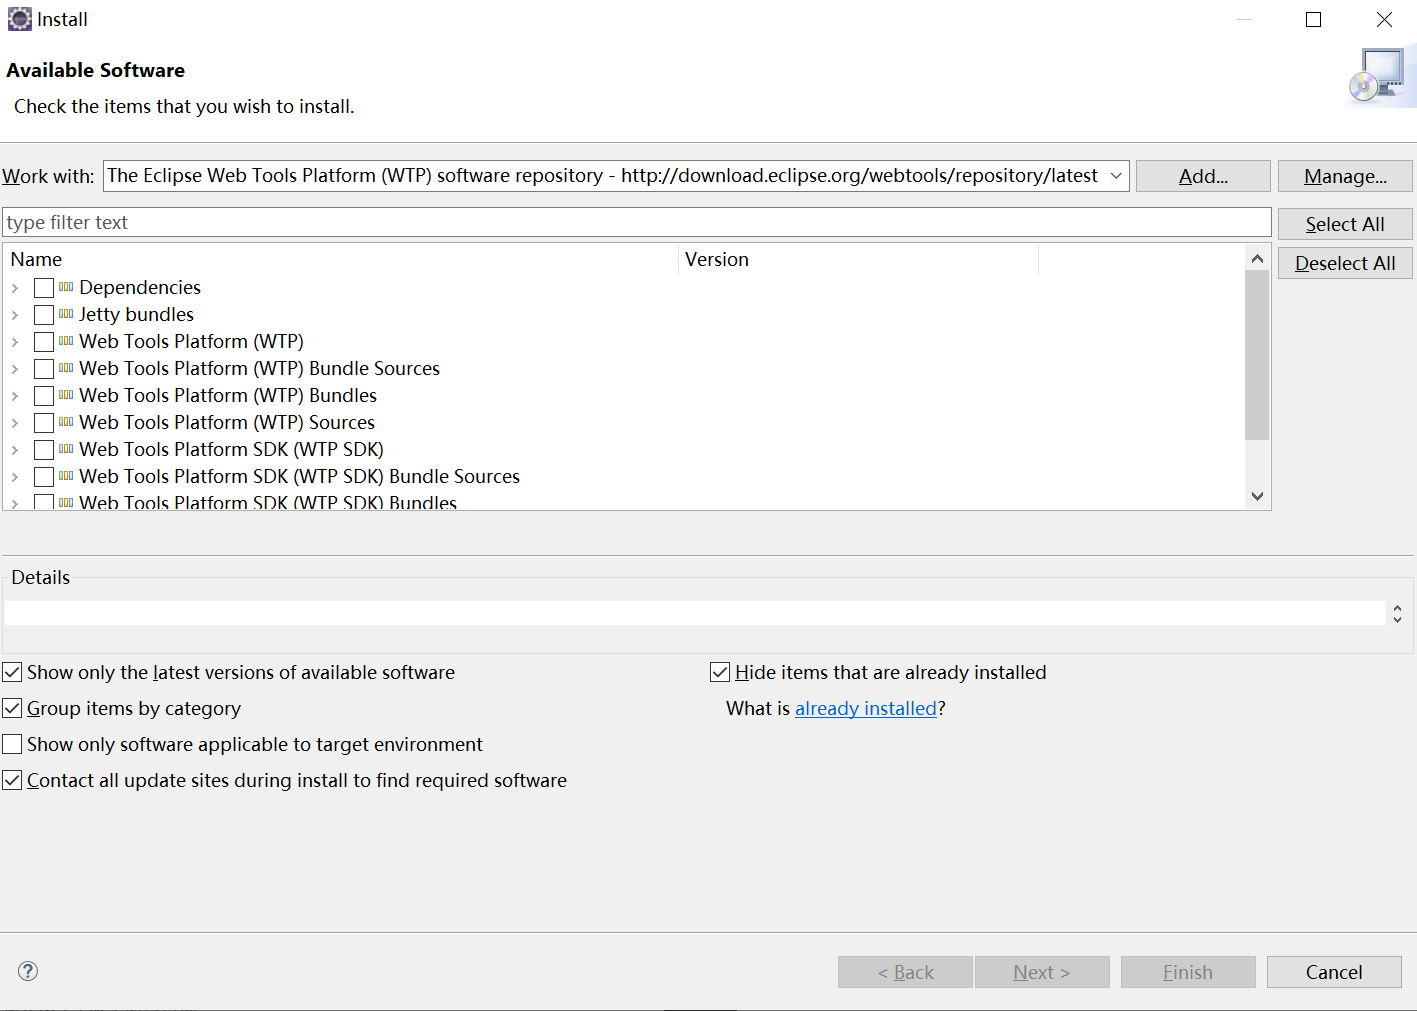 Install
Available Software
Check the items that you wish to install.
Work with: The Eclipse Web Tools Platform (WTP) software repository - http://download.eclipse.org/webtools/repository/latest Add... Manage...
type filter text Select All
Deselect All
Name Version
Dependencies
Jetty bundles
Web Tools Platform (WTP)
Web Tools Platform (WTP) Bundle Sources
Web Tools Platform (WTP) Bundles
Web Tools Platform (WTP) Sources
Web Tools Platform SDK (WTP SDK)
Web Tools Platform SDK (WTP SDK) Bundle Sources
Web Tools Platform SDK (WTP SDK) Bundles
Details
Show only the latest versions of available software Hide items that are already installed
Group items by category What is already installed?
Show only software applicable to target environment
Contact all update sites during install to find required software
? < Back Next > Finish Cancel